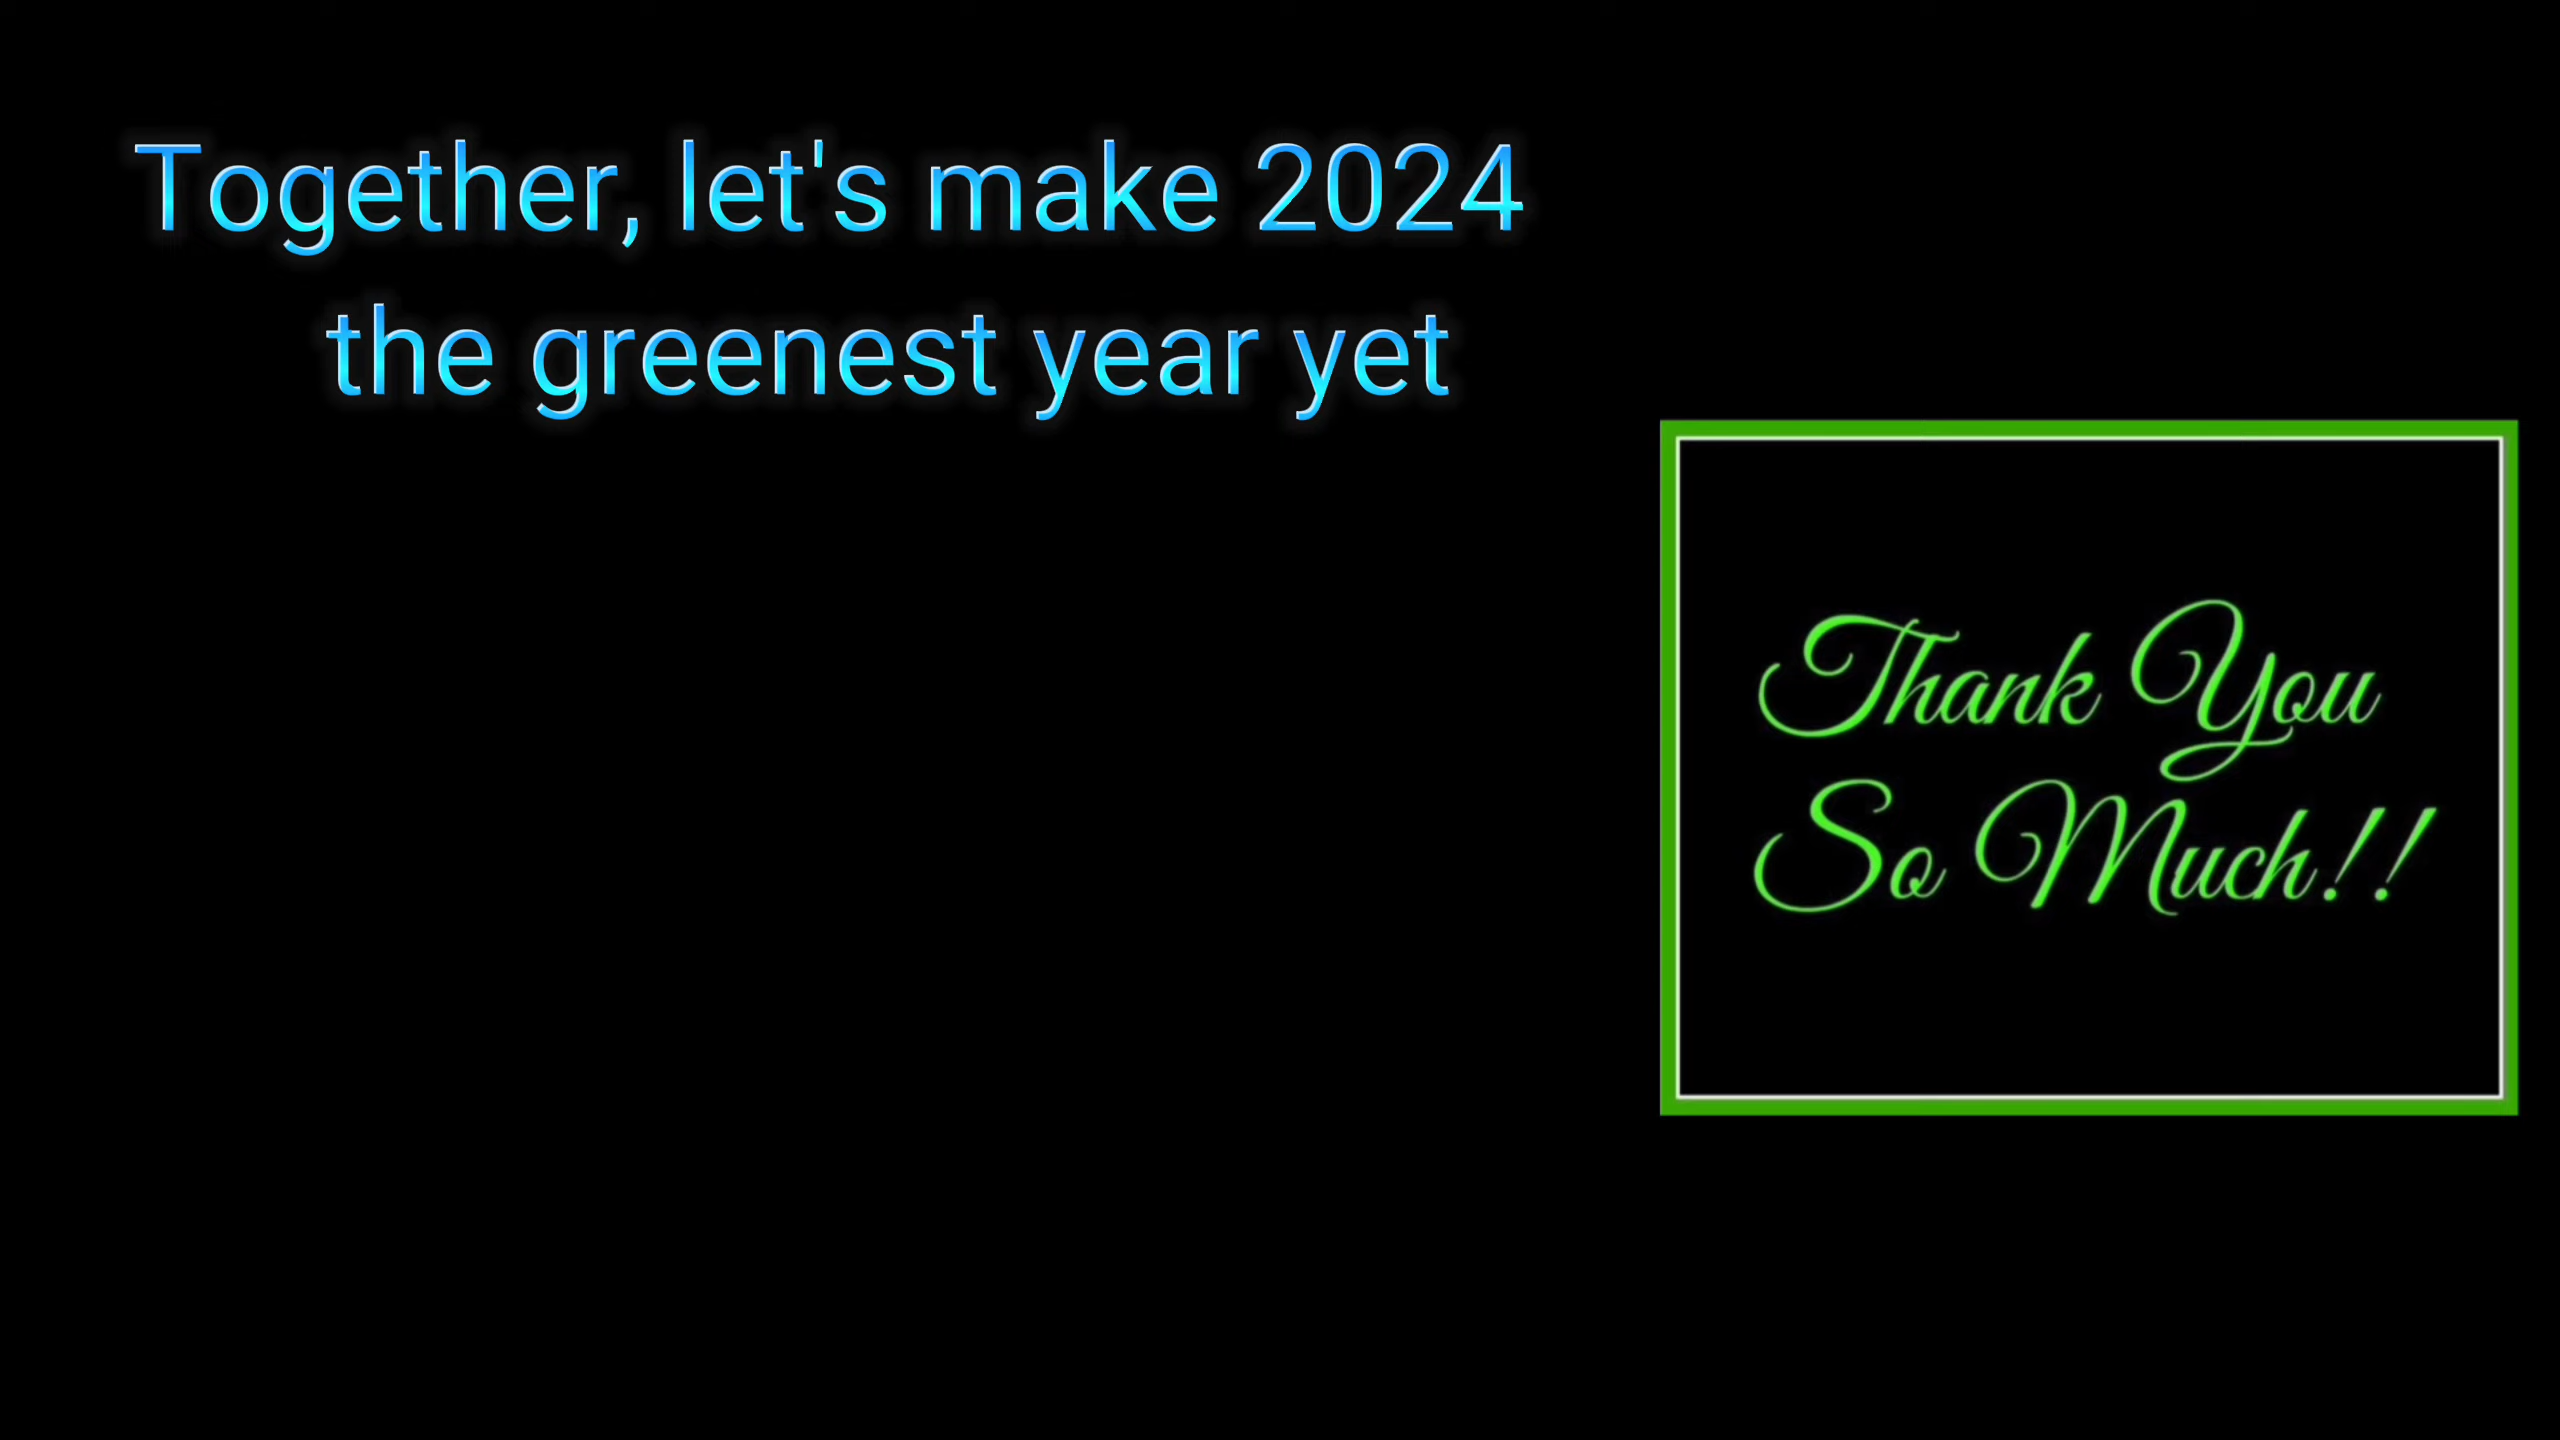 Together, let's make 2024
the greenest year yet
Thank You
So Much!!